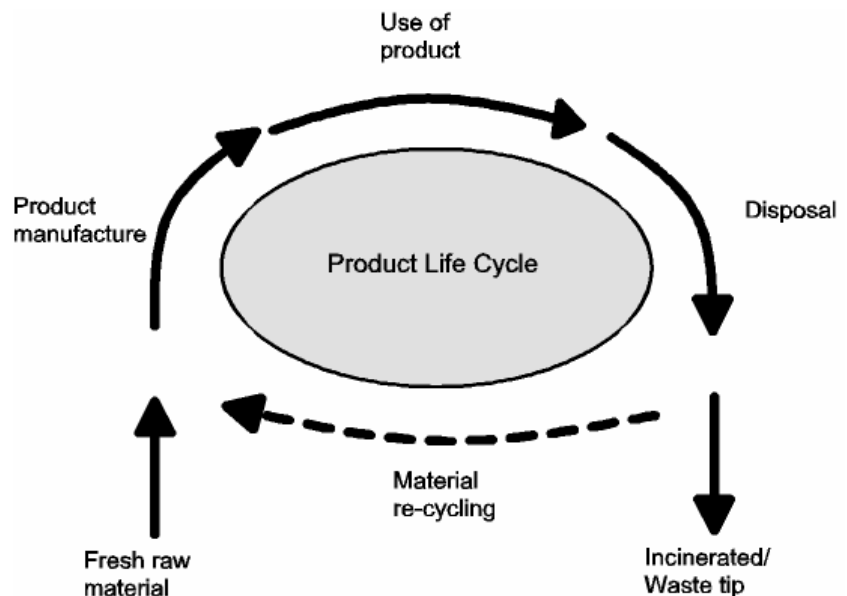 Use of
product
Product
manufacture
Disposal
Product Life Cycle
Material
re-cycling
Fresh raw
material
Incinerated/
Waste tip